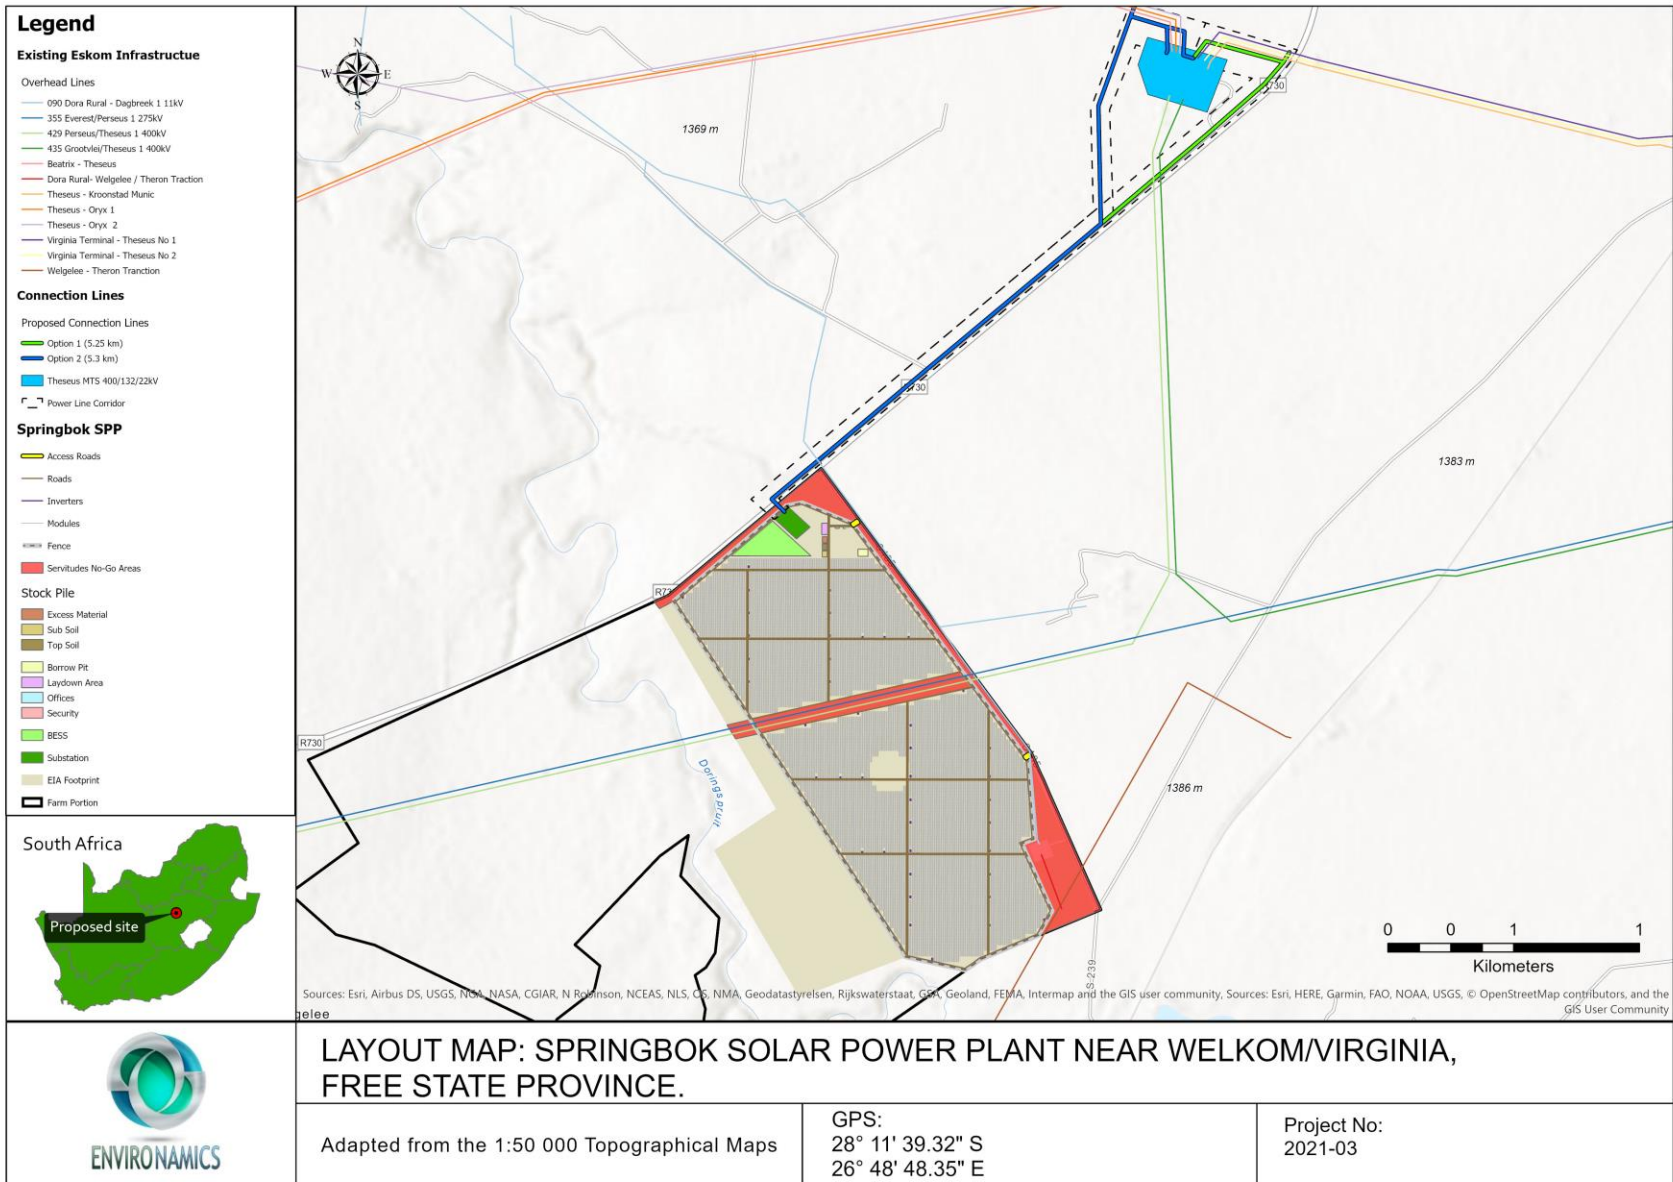 Legend
Existing Eskom Infrastructue
Overhead Lines
090 Dora Rural - Dagbreek 1 11kV
355 Everest/Perseus 1 275kV
429 Perseus/Theseus 1 400kV
435 Grootvlei/Theseus 1 400kV
Beatrix - Theseus
Dora Rural- Welgelee / Theron Traction
Theseus - Kroonstad Munic
Theseus - Oryx 1
Theseus - Oryx 2
Virginia Terminal - Theseus No 1
Virginia Terminal - Theseus No 2
Welgelee - Theron Tranction
Connection Lines
Proposed Connection Lines
Option 1 (5.25 km)
Option 2 (5.3 km)
Theseus MTS 400/132/22kV
Power Line Corridor
Springbok SPP
Access Roads
Roads
Inverters
Modules
Fence
Servitudes No-Go Areas
Stock Pile
Excess Material
Sub Soil
Top Soil
Borrow Pit
Laydown Area
Offices
Security
BESS
Substation
EIA Footprint
Farm Portion
South Africa
Proposed site
N
W E
S
1369 m
730
730
1383 m
R73
R730
Doringspruit
1386 m
S 239
0 0 1 1
Kilometers
Sources: Esri, Airbus DS, USGS, NGA, NASA, CGIAR, N Robinson, NCEAS, NLS, OS, NMA, Geodatastyrelsen, Rijkswaterstaat, GSA, Geoland, FEMA, Intermap and the GIS user community, Sources: Esri, HERE, Garmin, FAO, NOAA, USGS, © OpenStreetMap contributors, and the
GIS User Community
gelee
ENVIRONAMICS
LAYOUT MAP: SPRINGBOK SOLAR POWER PLANT NEAR WELKOM/VIRGINIA,
FREE STATE PROVINCE.
Adapted from the 1:50 000 Topographical Maps
GPS:
28° 11' 39.32" S
26° 48' 48.35" E
Project No:
2021-03